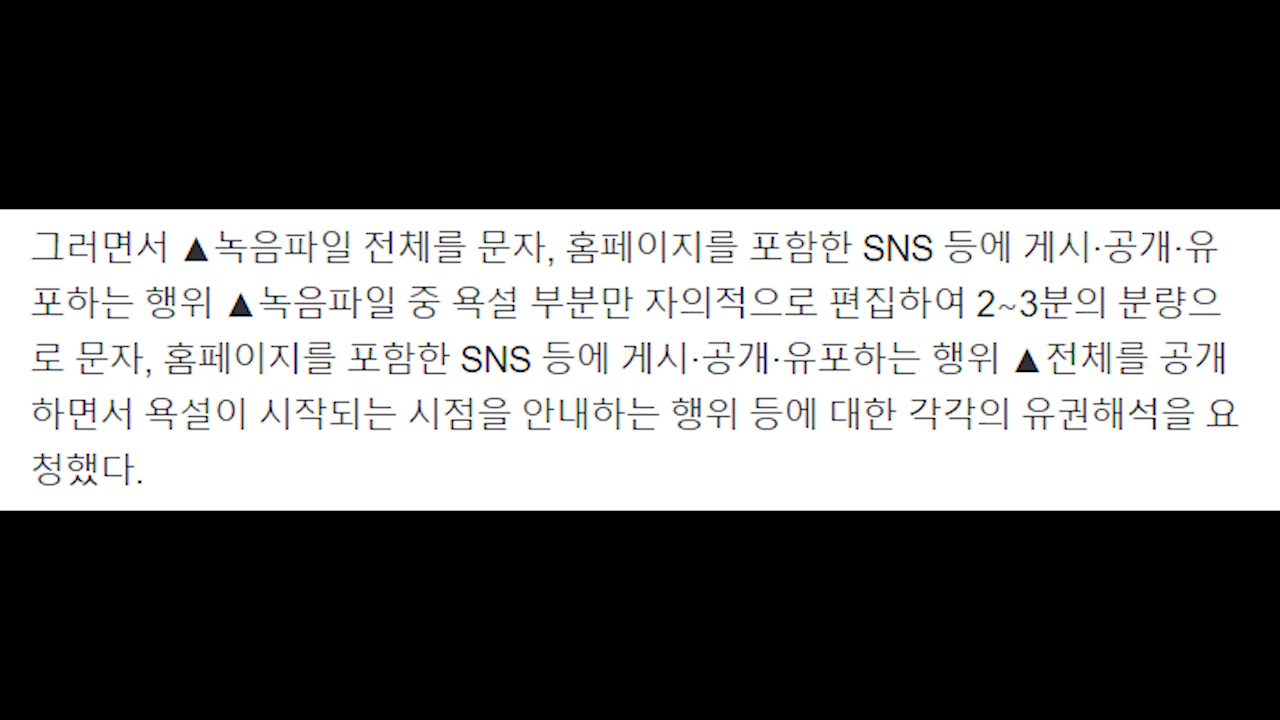 그러면서 ▲녹음파일 전체를 문자, 홈페이지를 포함한 SNS 등에 게시·공개·유
포하는 행위 ▲녹음파일 중 욕설 부분만 자의적으로 편집하여 2~3분의 분량으
로 문자, 홈페이지를 포함한 SNS 등에 게시·공개·유포하는 행위 ▲전체를 공개
하면서 욕설이 시작되는 시점을 안내하는 행위 등에 대한 각각의 유권해석을 요
청했다.